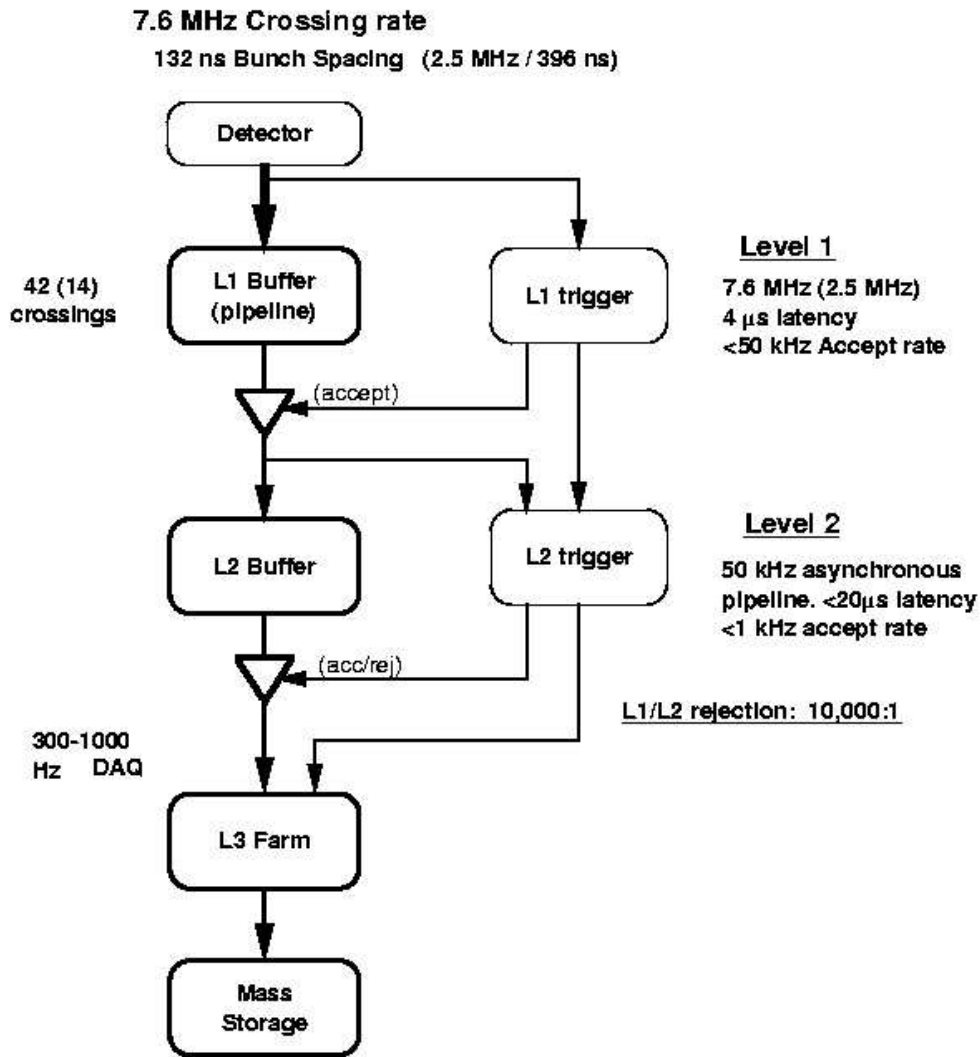 7.6 MHz Crossing rate
132 ns Bunch Spacing (2.5 MHz / 396 ns)
Detector
L1 Buffer
(pipeline)
L1 trigger
42 (14)
crossings
Level 1
7.6 MHz (2.5 MHz)
4 μs latency
<50 kHz Accept rate
(accept)
L2 Buffer
L2 trigger
Level 2
50 kHz asynchronous
pipeline. <20μs latency
<1 kHz accept rate
(acc/rej)
L1/L2 rejection: 10,000:1
300-1000
Hz DAQ
L3 Farm
Mass
Storage